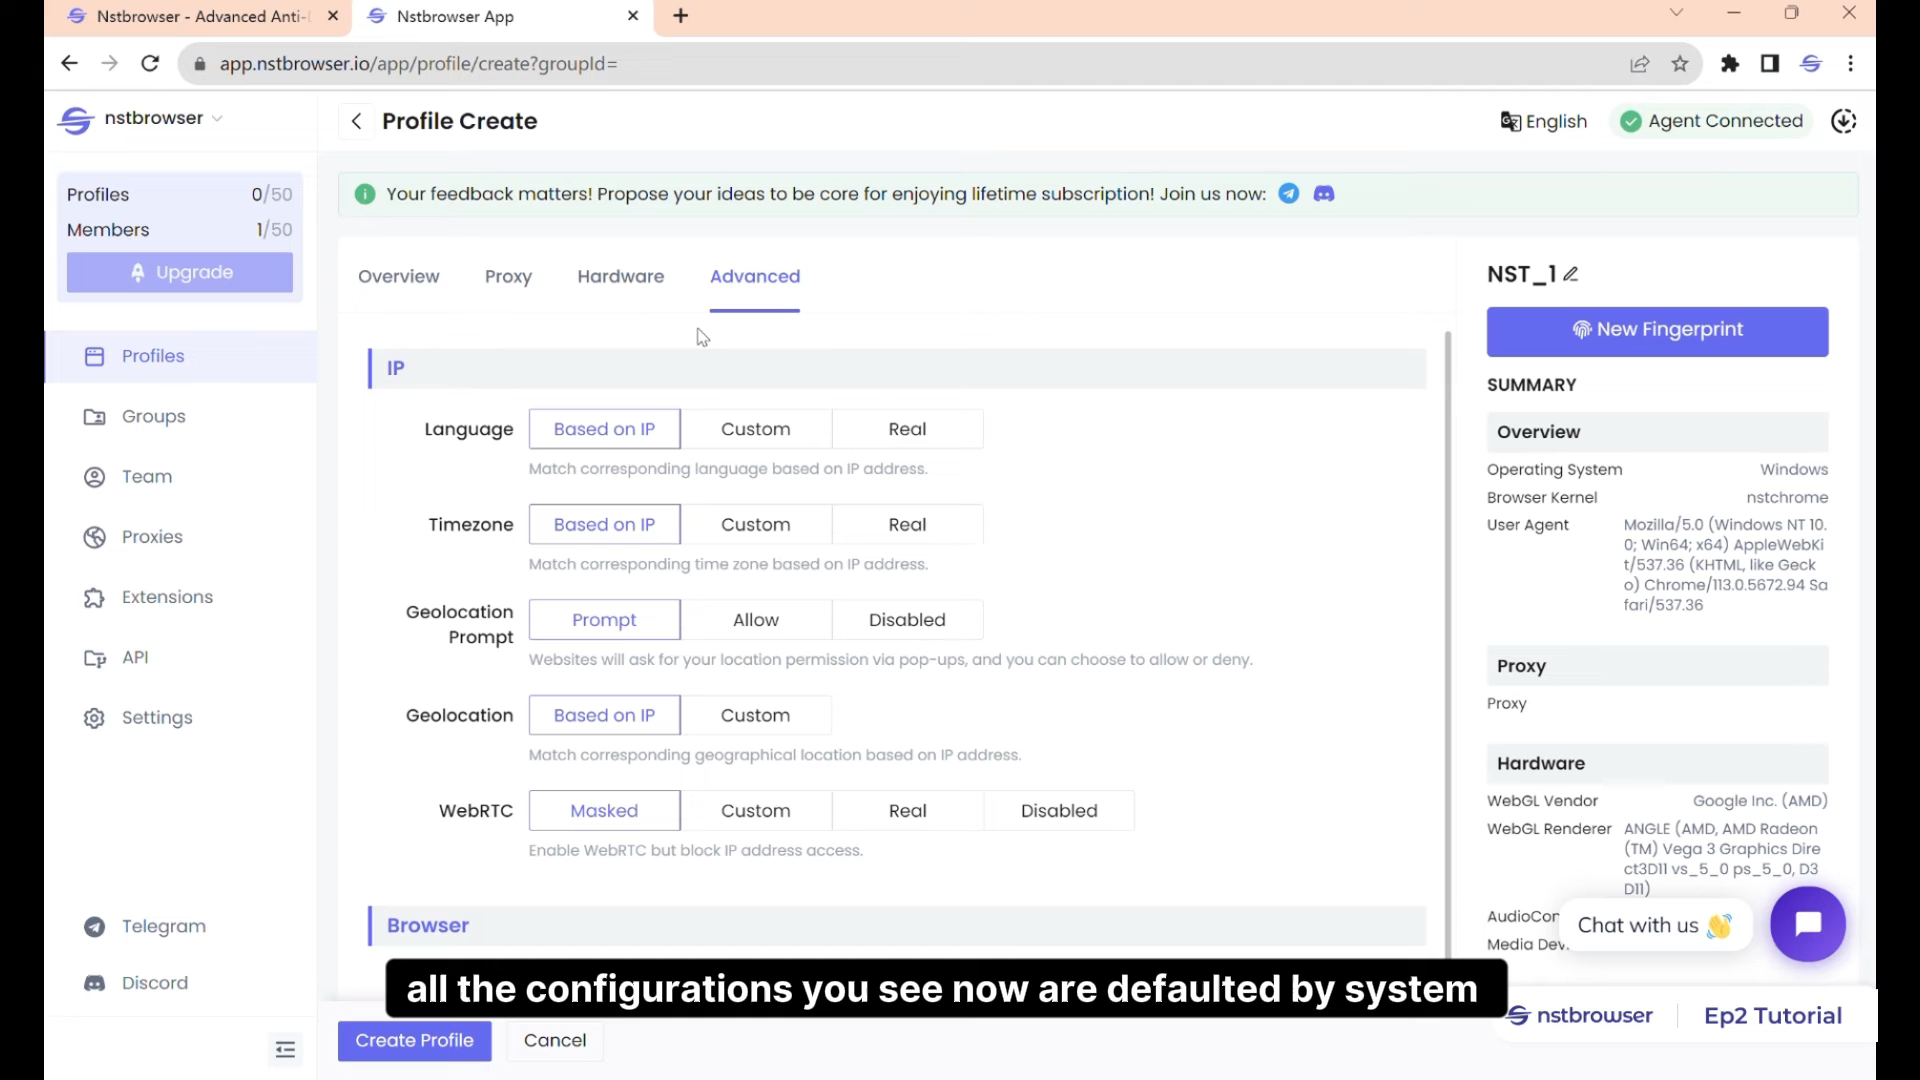 Nstbrowser - Advanced Anti-
Nstbrowser App
app.nstbrowser.io/app/profile/create?groupId=
nstbrowser
Profile Create
English
Agent Connected
Profiles 0/50
Members 1/50
Upgrade
Your feedback matters! Propose your ideas to be core for enjoying lifetime subscription! Join us now:
Profiles
Groups
Team
Proxies
Extensions
API
Settings
Telegram
Discord
Overview
Proxy
Hardware
Advanced
IP
Language
Based on IP
Custom
Real
Match corresponding language based on IP address.
Timezone
Based on IP
Custom
Real
Match corresponding time zone based on IP address.
Geolocation
Prompt
Prompt
Allow
Disabled
Websites will ask for your location permission via pop-ups, and you can choose to allow or deny.
Geolocation
Based on IP
Custom
Match corresponding geographical location based on IP address.
WebRTC
Masked
Custom
Real
Disabled
Enable WebRTC but block IP address access.
Browser
Create Profile
Cancel
NST_1
New Fingerprint
SUMMARY
Overview
Operating System Windows
Browser Kernel nstchrome
User Agent Mozilla/5.0 (Windows NT 10.
0; Win64; x64) AppleWebKi
t/537.36 (KHTML, like Geck
o) Chrome/113.0.5672.94 Sa
fari/537.36
Proxy
Proxy
Hardware
WebGL Vendor Google Inc. (AMD)
WebGL Renderer ANGLE (AMD, AMD Radeon
(TM) Vega 3 Graphics Dire
ct3D11 vs_5_0 ps_5_0, D3
D11)
AudioCon
Media Dev
Chat with us
all the configurations you see now are defaulted by system
nstbrowser
Ep2 Tutorial